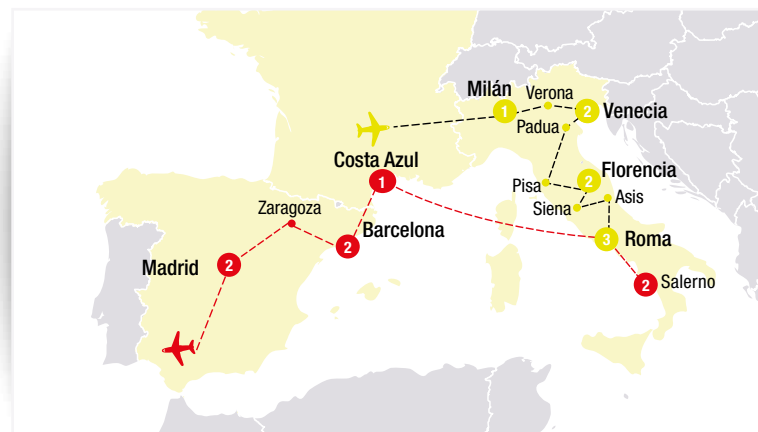 Milán
1
Verona
2
Venecia
Padua
Costa Azul
1
Pisa
2
Florencia
Siena
Asis
Zaragoza
Barcelona
2
3
Roma
Madrid
2
2
Salerno